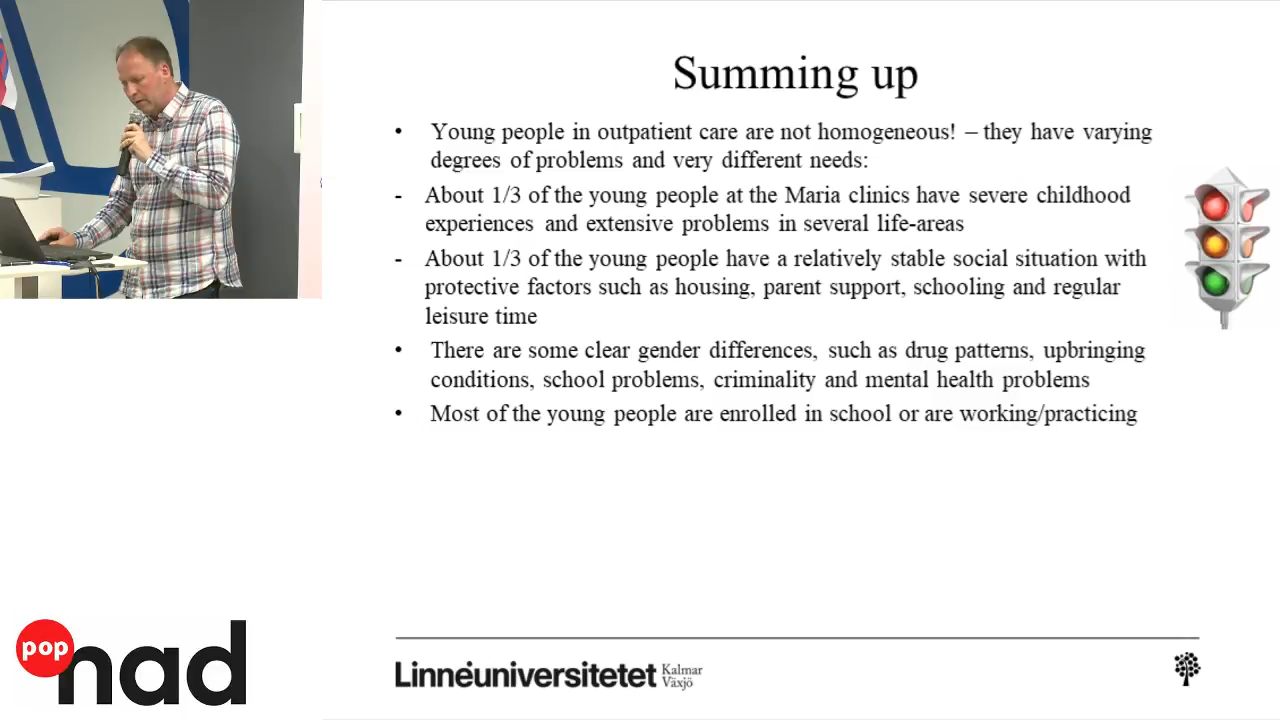 Summing up
• Young people in outpatient care are not homogeneous! – they have varying
degrees of problems and very different needs:
- About 1/3 of the young people at the Maria clinics have severe childhood
experiences and extensive problems in several life-areas
- About 1/3 of the young people have a relatively stable social situation with
protective factors such as housing, parent support, schooling and regular
leisure time
• There are some clear gender differences, such as drug patterns, upbringing
conditions, school problems, criminality and mental health problems
• Most of the young people are enrolled in school or are working/practicing
pop
nad
Linnéuniversitetet
Kalmar
Växjö